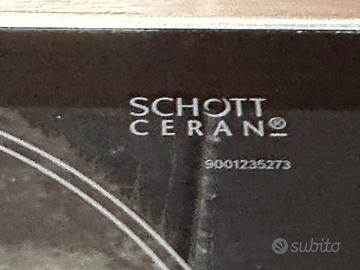 SCHOTT
CERAN®
9001235273
subito